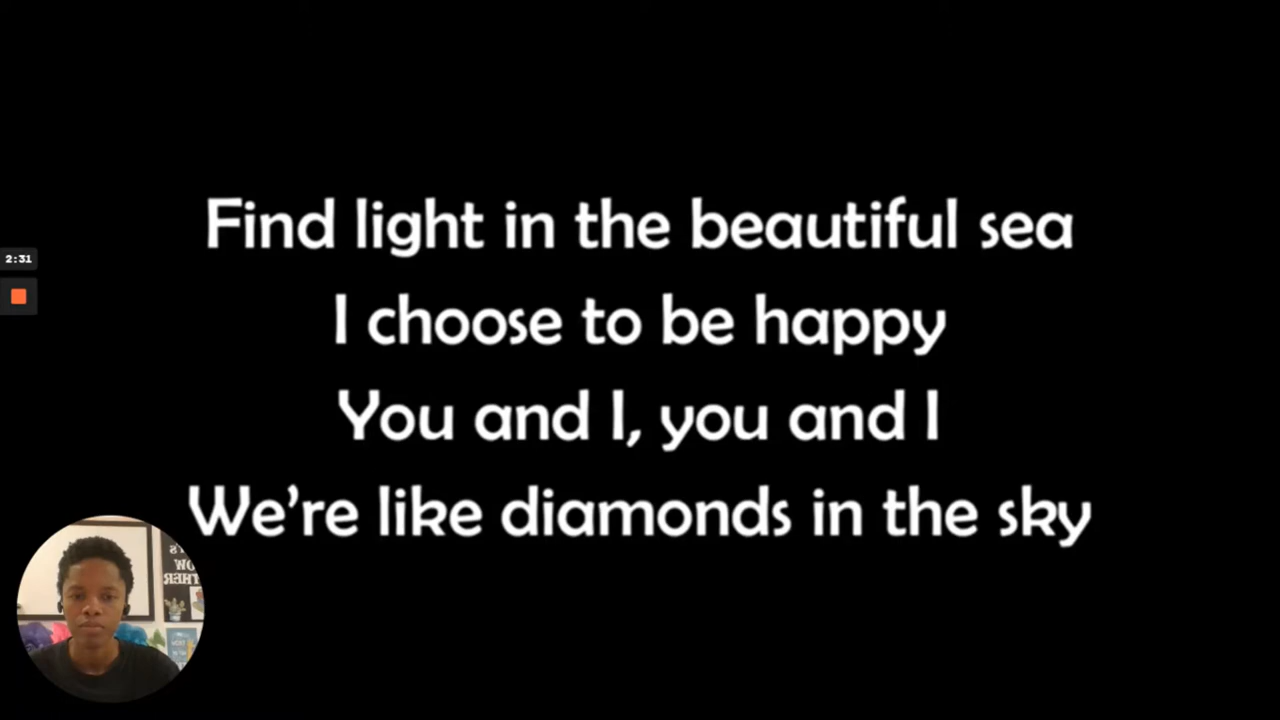 Find light in the beautiful sea
I choose to be happy
You and I, you and I
We’re like diamonds in the sky
2:31